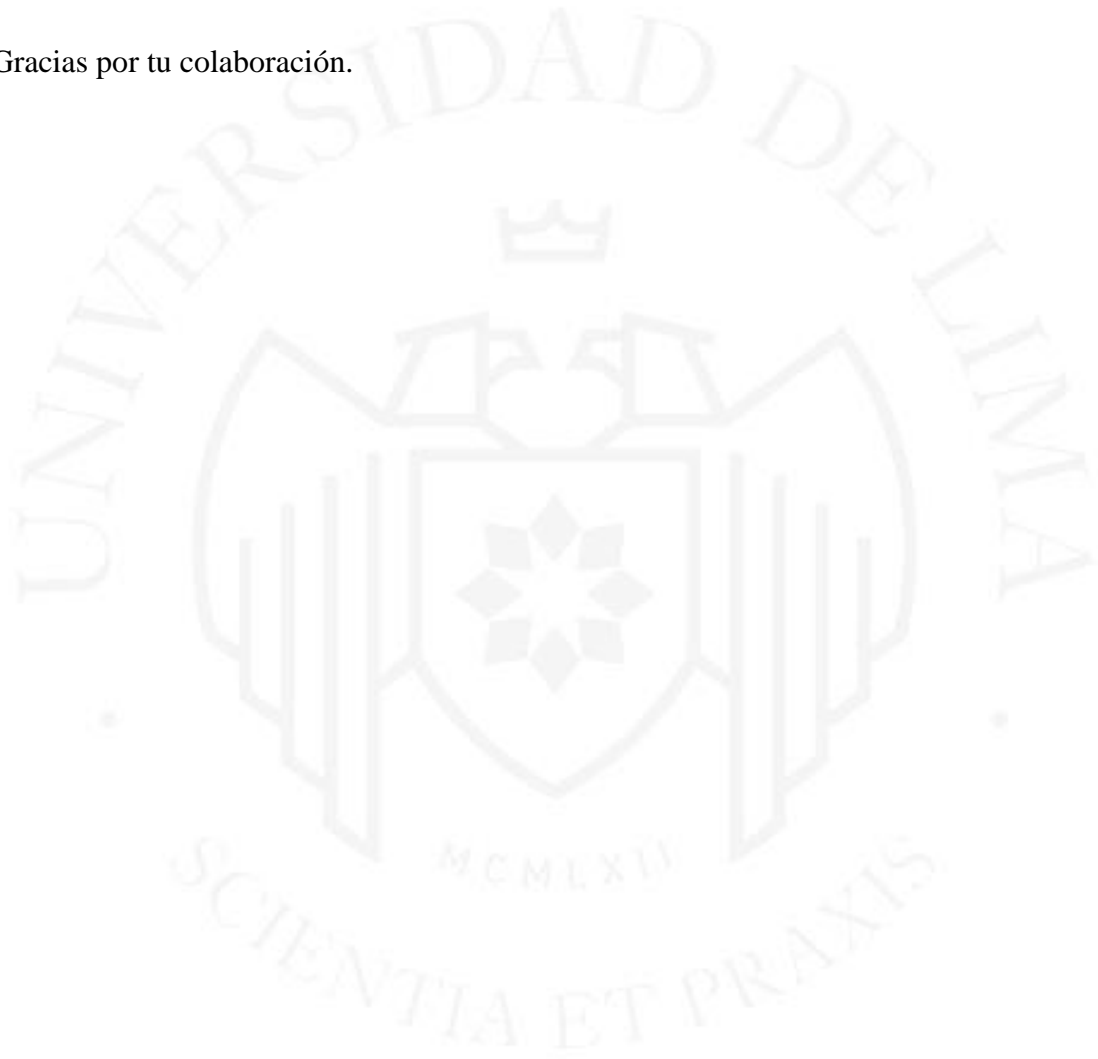 Gracias por tu colaboración.
UNIVERSIDAD DE LIMA
MCMLXII
SCIENTIA ET PRAXIS